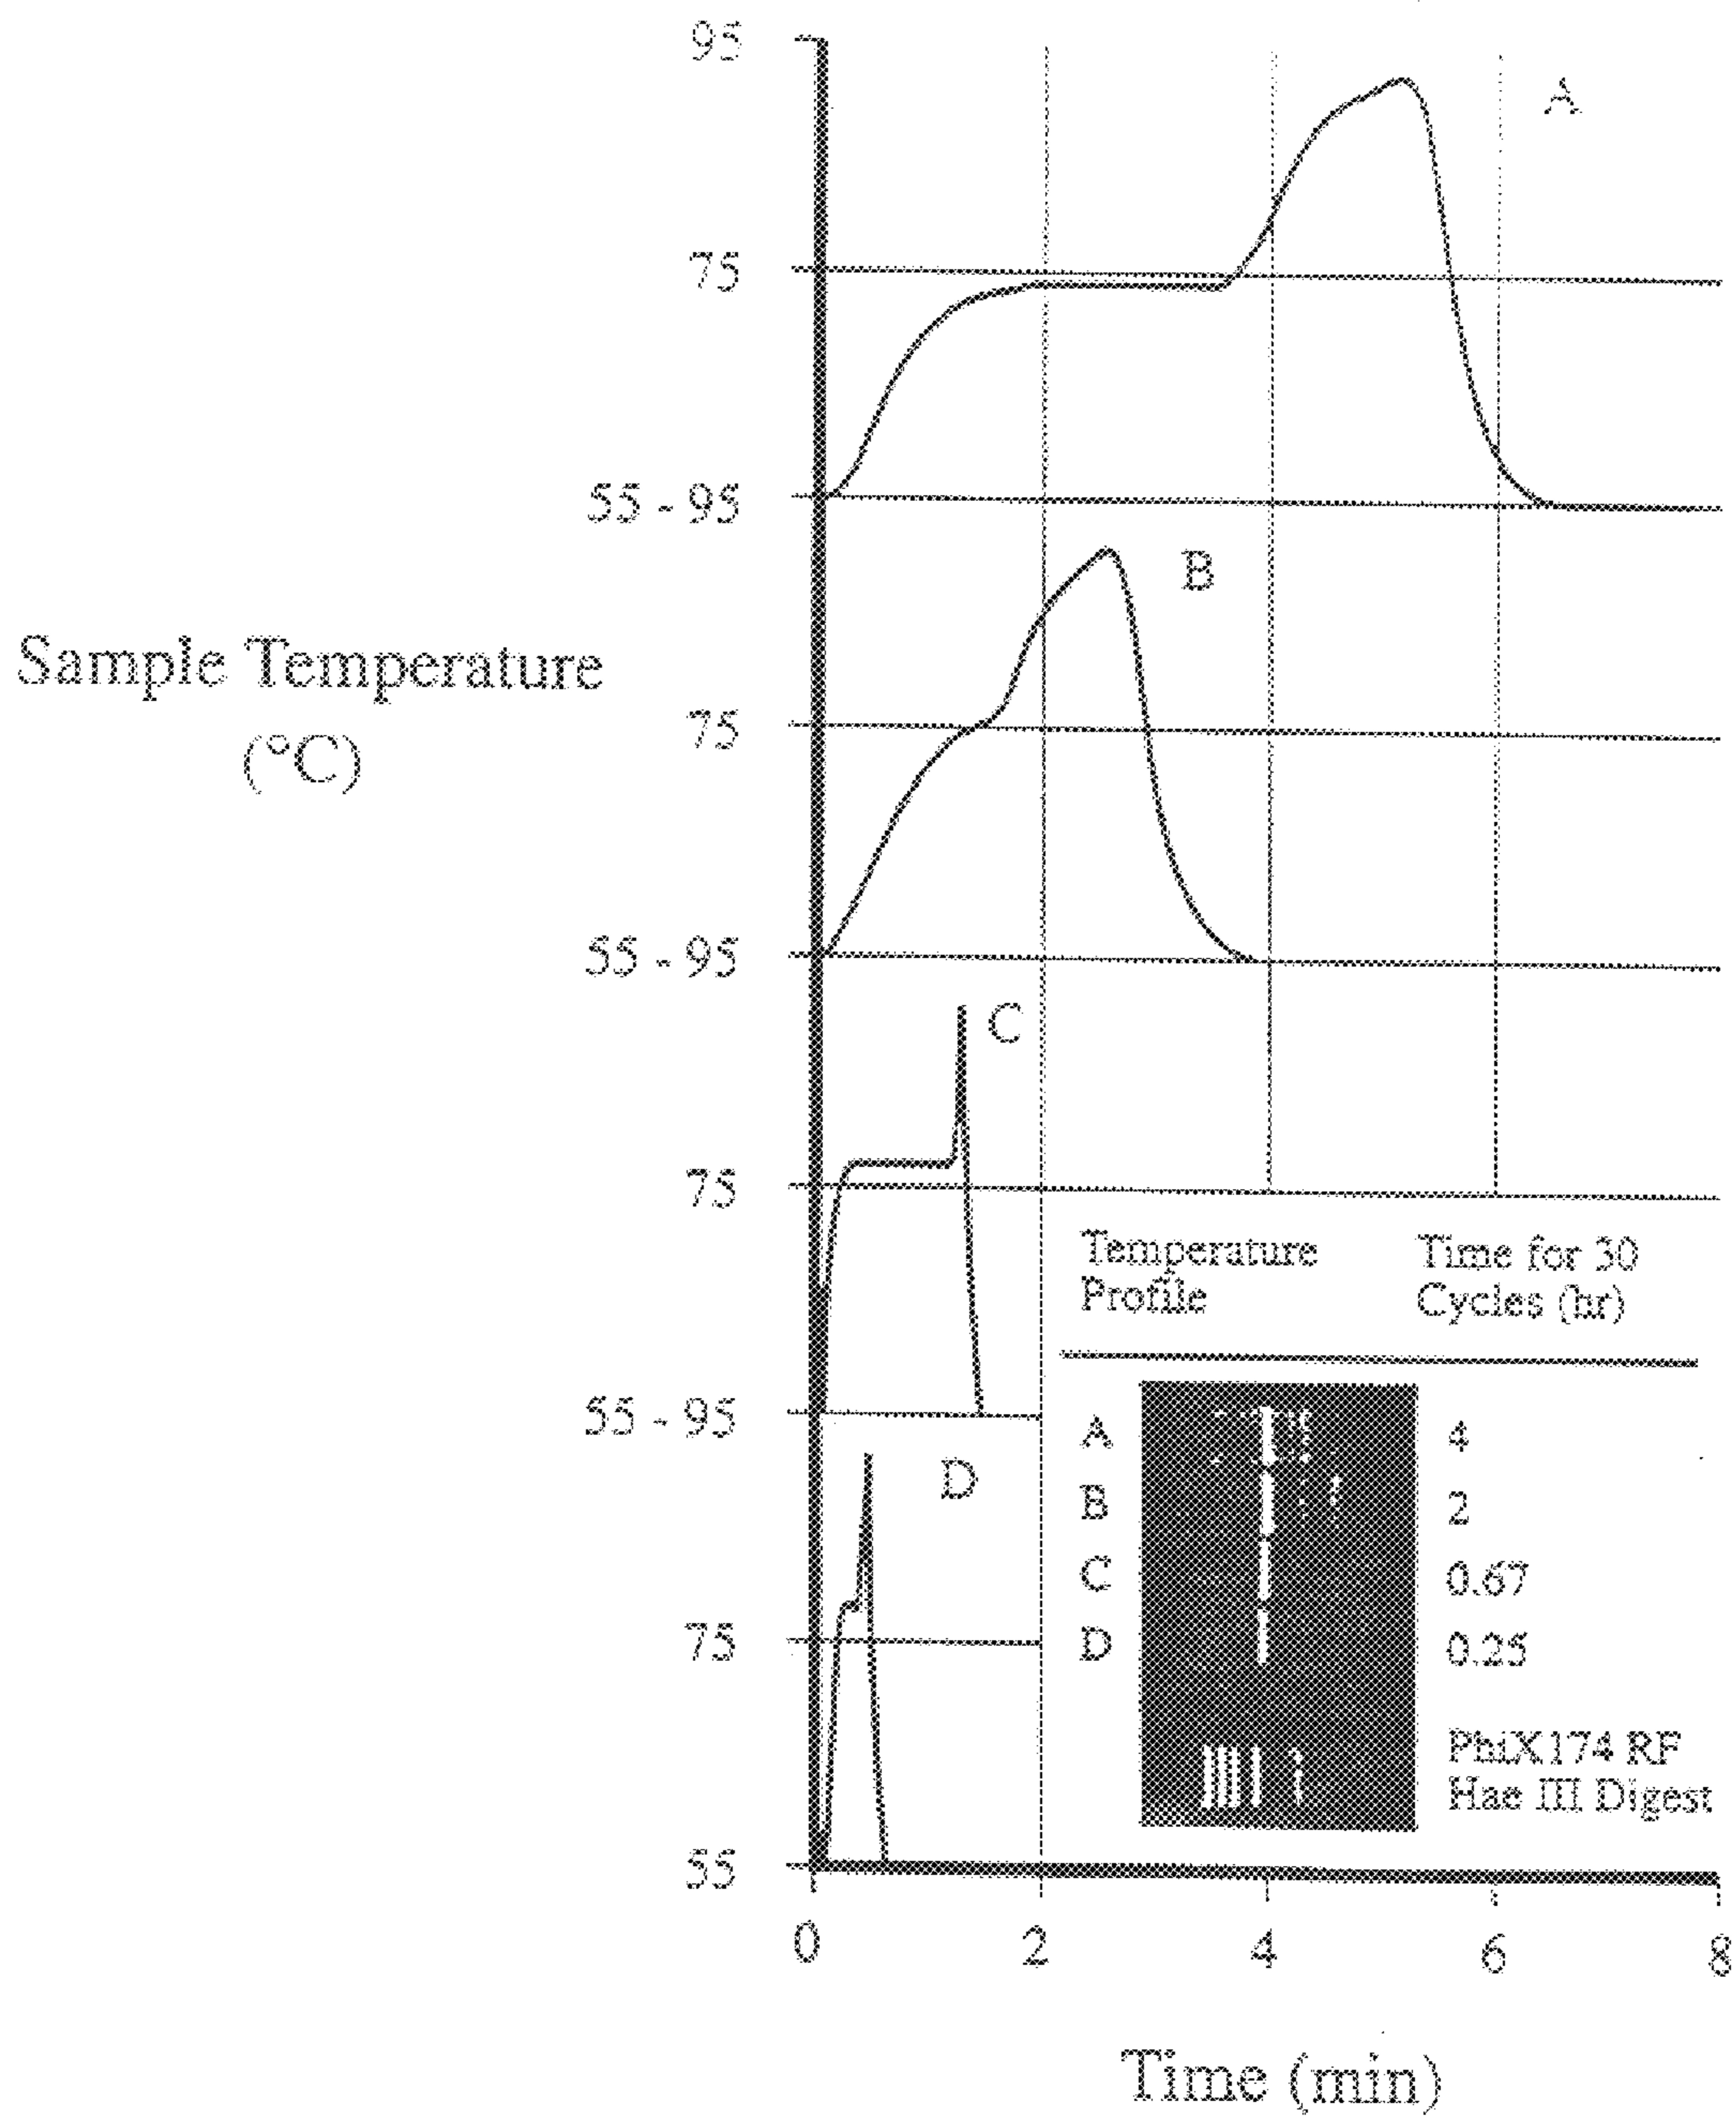 95
A
75
55 - 95
B
Sample Temperature
(°C)
75
55 - 95
C
75
Temperature
Profile
Time for 30
Cycles (hr)
55 - 95
A
4
D
B
2
C
0.67
75
D
0.25
PhiX174 RF
Hae III Digest
55
0
2
4
6
8
Time (min)